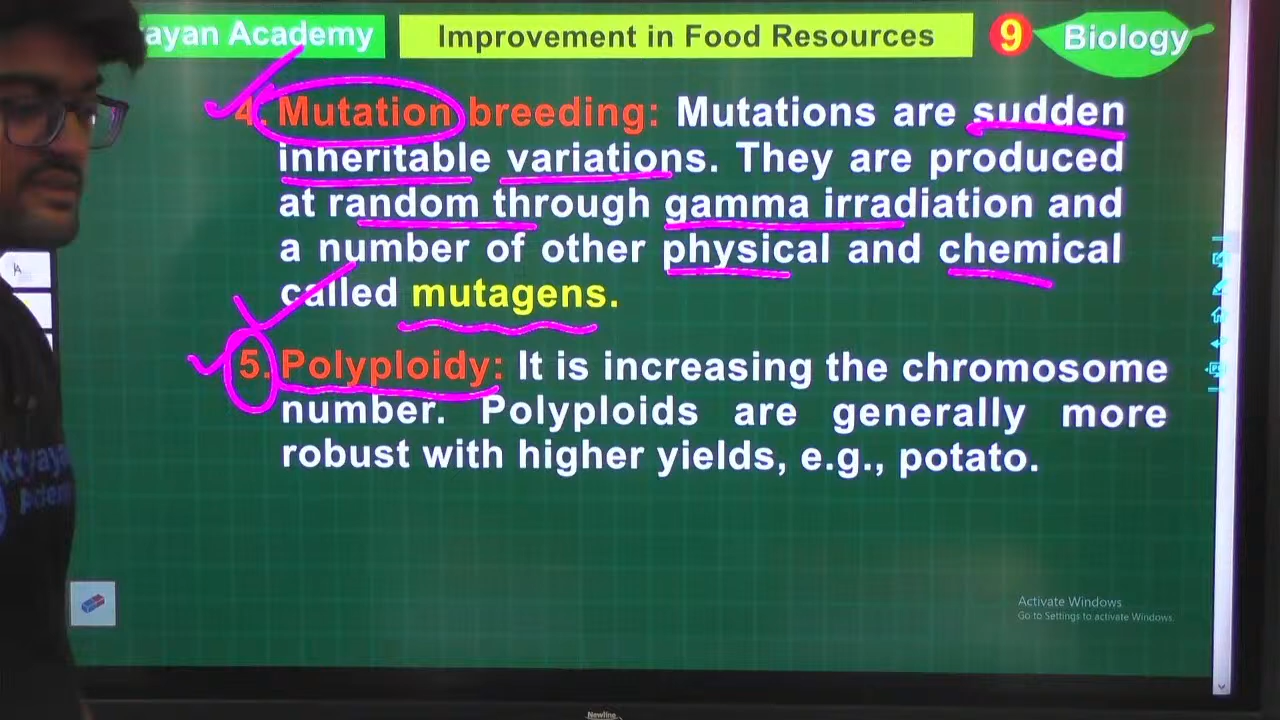 ayan Academy
Improvement in Food Resources
9
Biology
4. Mutation breeding: Mutations are sudden
inheritable variations. They are produced
at random through gamma irradiation and
a number of other physical and chemical
called mutagens.
5. Polyploidy: It is increasing the chromosome
number. Polyploids are generally more
robust with higher yields, e.g., potato.
Activate Windows
Go to Settings to activate Windows.
Newline